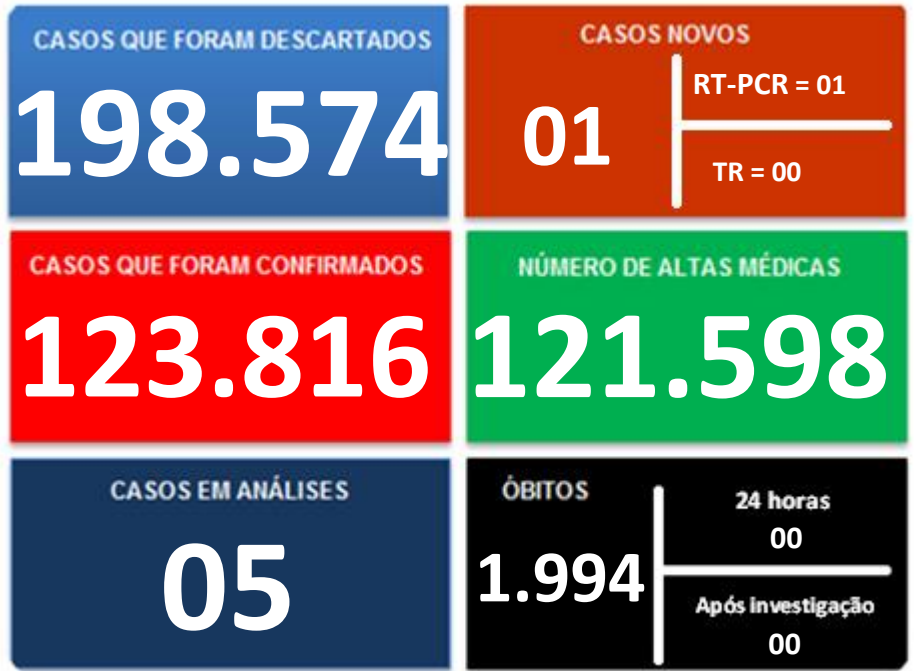 CASOS QUE FORAM DESCARTADOS
198.574
CASOS NOVOS
01
RT-PCR = 01
TR = 00
CASOS QUE FORAM CONFIRMADOS
123.816
NÚMERO DE ALTAS MÉDICAS
121.598
CASOS EM ANÁLISES
05
ÓBITOS
1.994
24 horas
00
Após investigação
00